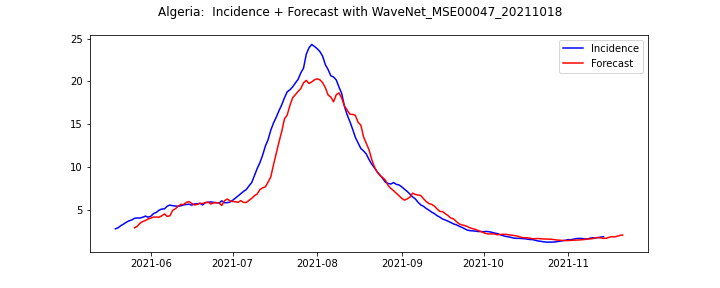 Algeria:  Incidence + Forecast with WaveNet_MSE00047_20211018
Incidence
Forecast
25
20
15
10
5
2021-06 2021-07 2021-08 2021-09 2021-10 2021-11